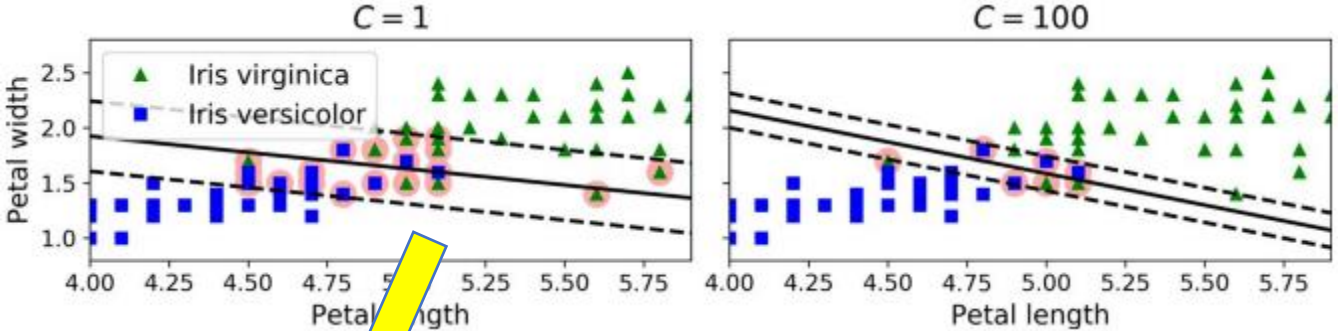 C = 1
C = 100
Petal width
2.5
2.0
1.5
1.0
Iris virginica
Iris versicolor
4.00 4.25 4.50 4.75 5.25 5.50 5.75
4.00 4.25 4.50 4.75 5.00 5.25 5.50 5.75
Petal
Petal length